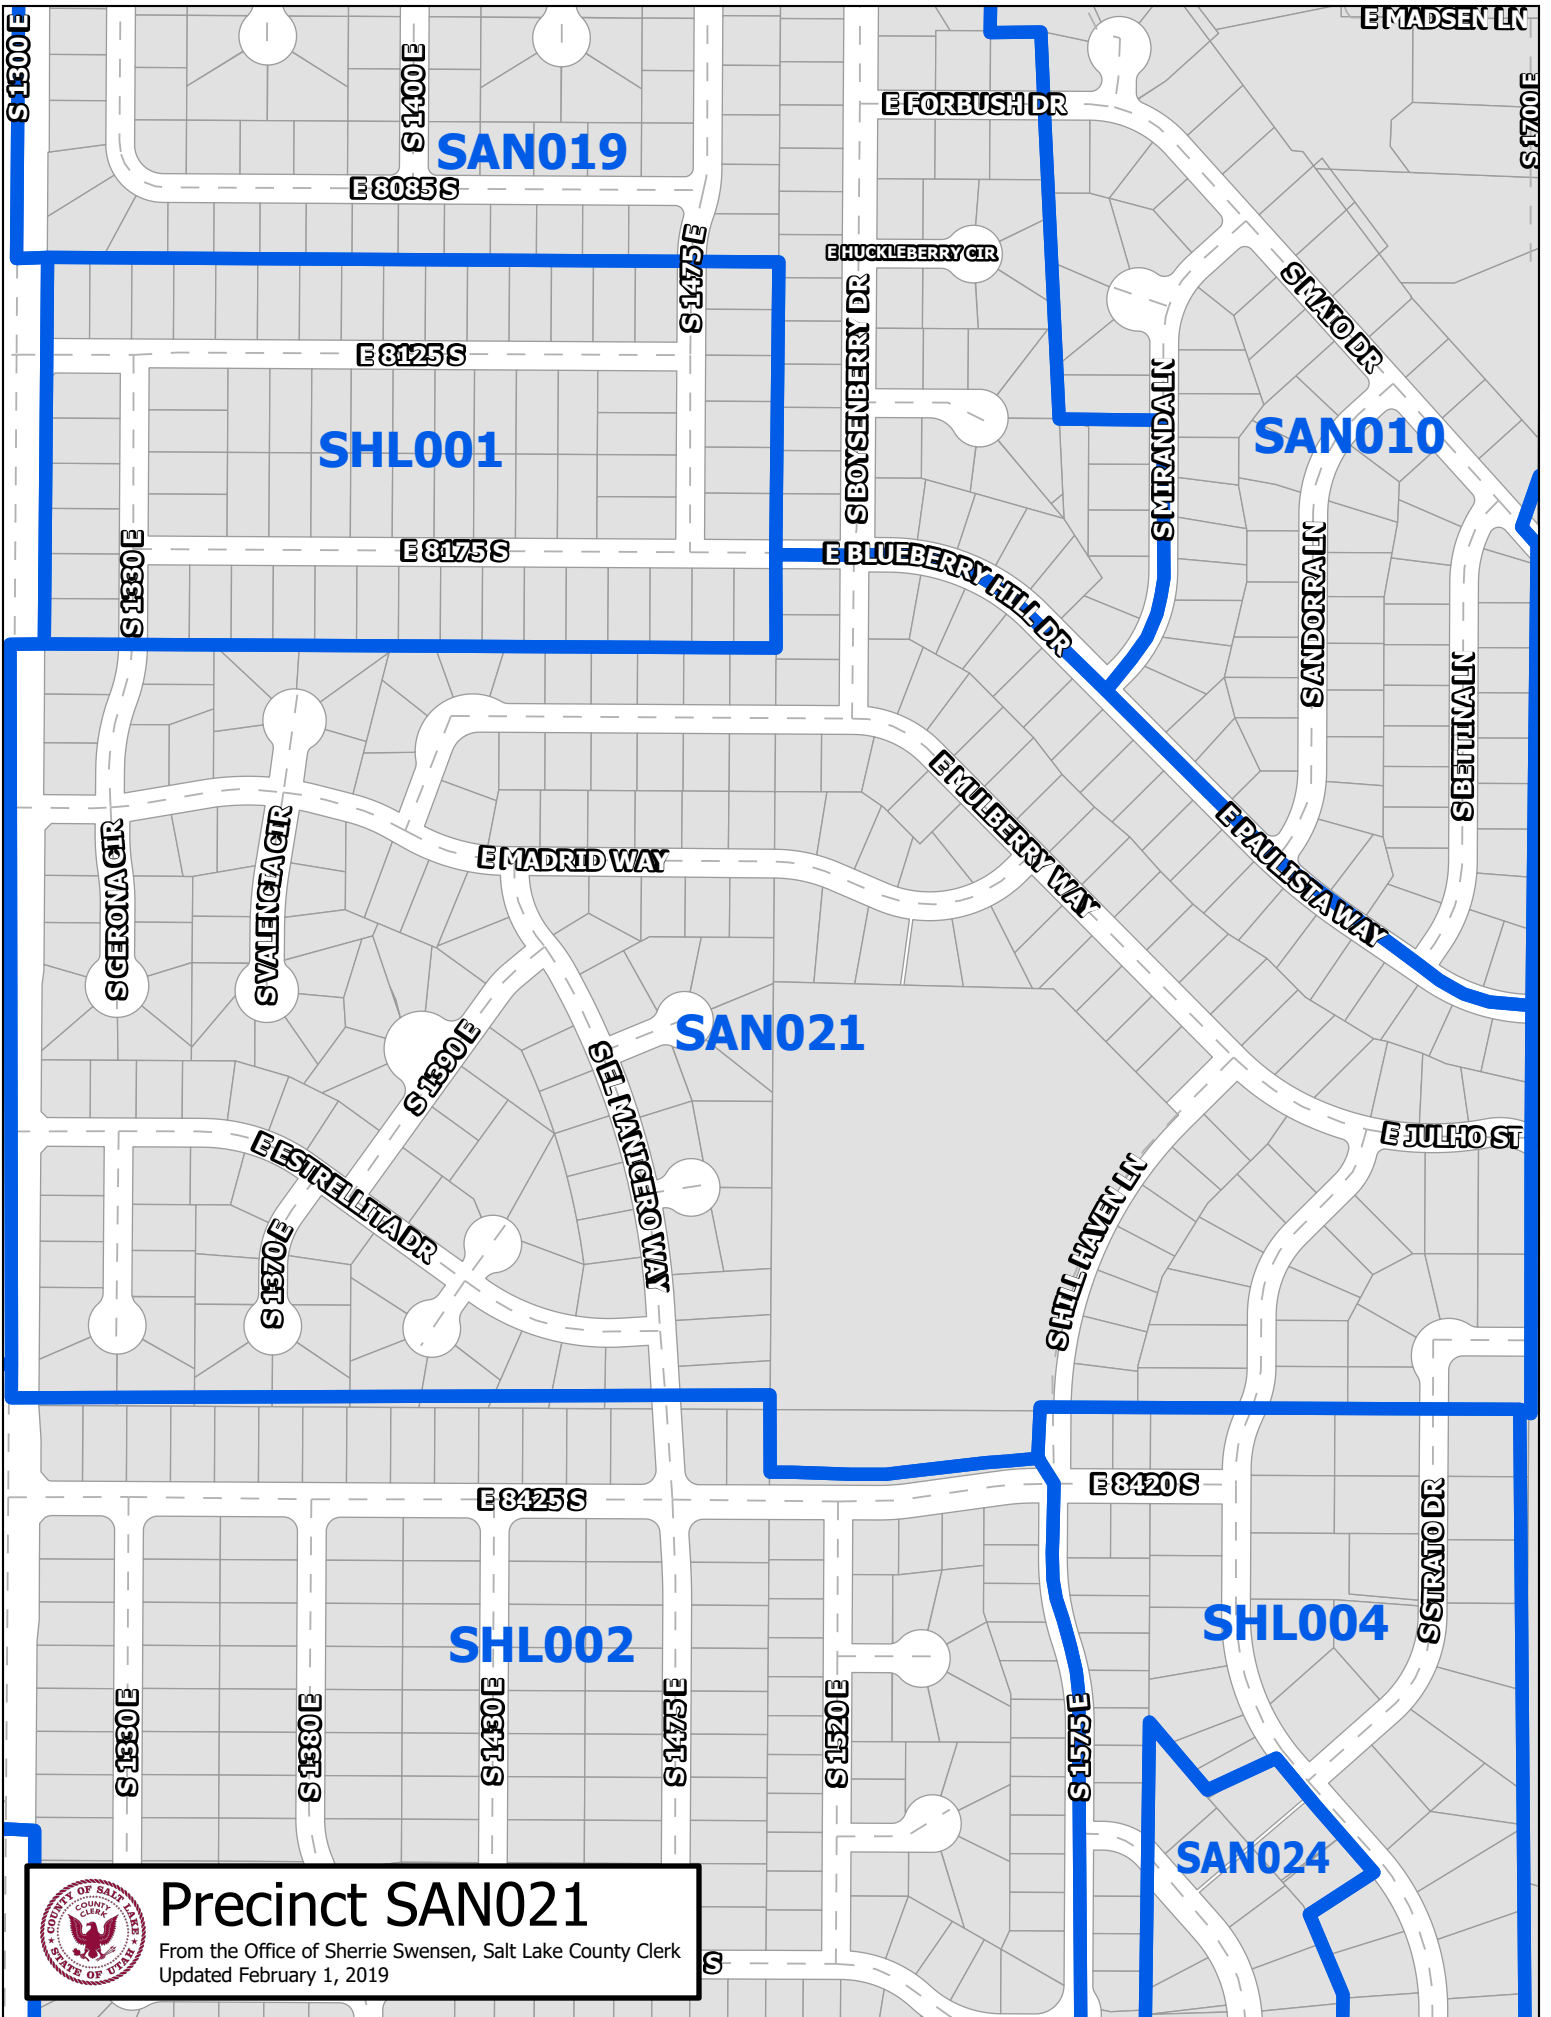 E MADSEN LN
S 1300 E
S 1400 E
E FORBUSH DR
S 1700 E
SAN019
E 8085 S
S 1475 E
E HUCKLEBERRY CIR
S BOYSENBERRY DR
S MAIO DR
E 8125 S
S MIRANDA LN
SHL001
SAN010
S 1330 E
E 8175 S
E BLUEBERRY HILL DR
S ANDORRA LN
S BETTINA LN
E MULBERRY WAY
S GERONA CIR
S VALENCIA CIR
E MADRID WAY
E PAULISTA WAY
S 1390 E
SAN021
S EL MANICERO WAY
E ESTRELLITA DR
E JULHO ST
S HILL HAVEN LN
S 1370 E
E 8425 S
E 8420 S
S STRATO DR
SHL002
SHL004
S 1330 E
S 1380 E
S 1430 E
S 1475 E
S 1520 E
S 1575 E
SAN024
COUNTY OF SALT LAKE
COUNTY
CLERK
STATE OF UTAH
Precinct SAN021
From the Office of Sherrie Swensen, Salt Lake County Clerk
Updated February 1, 2019
S